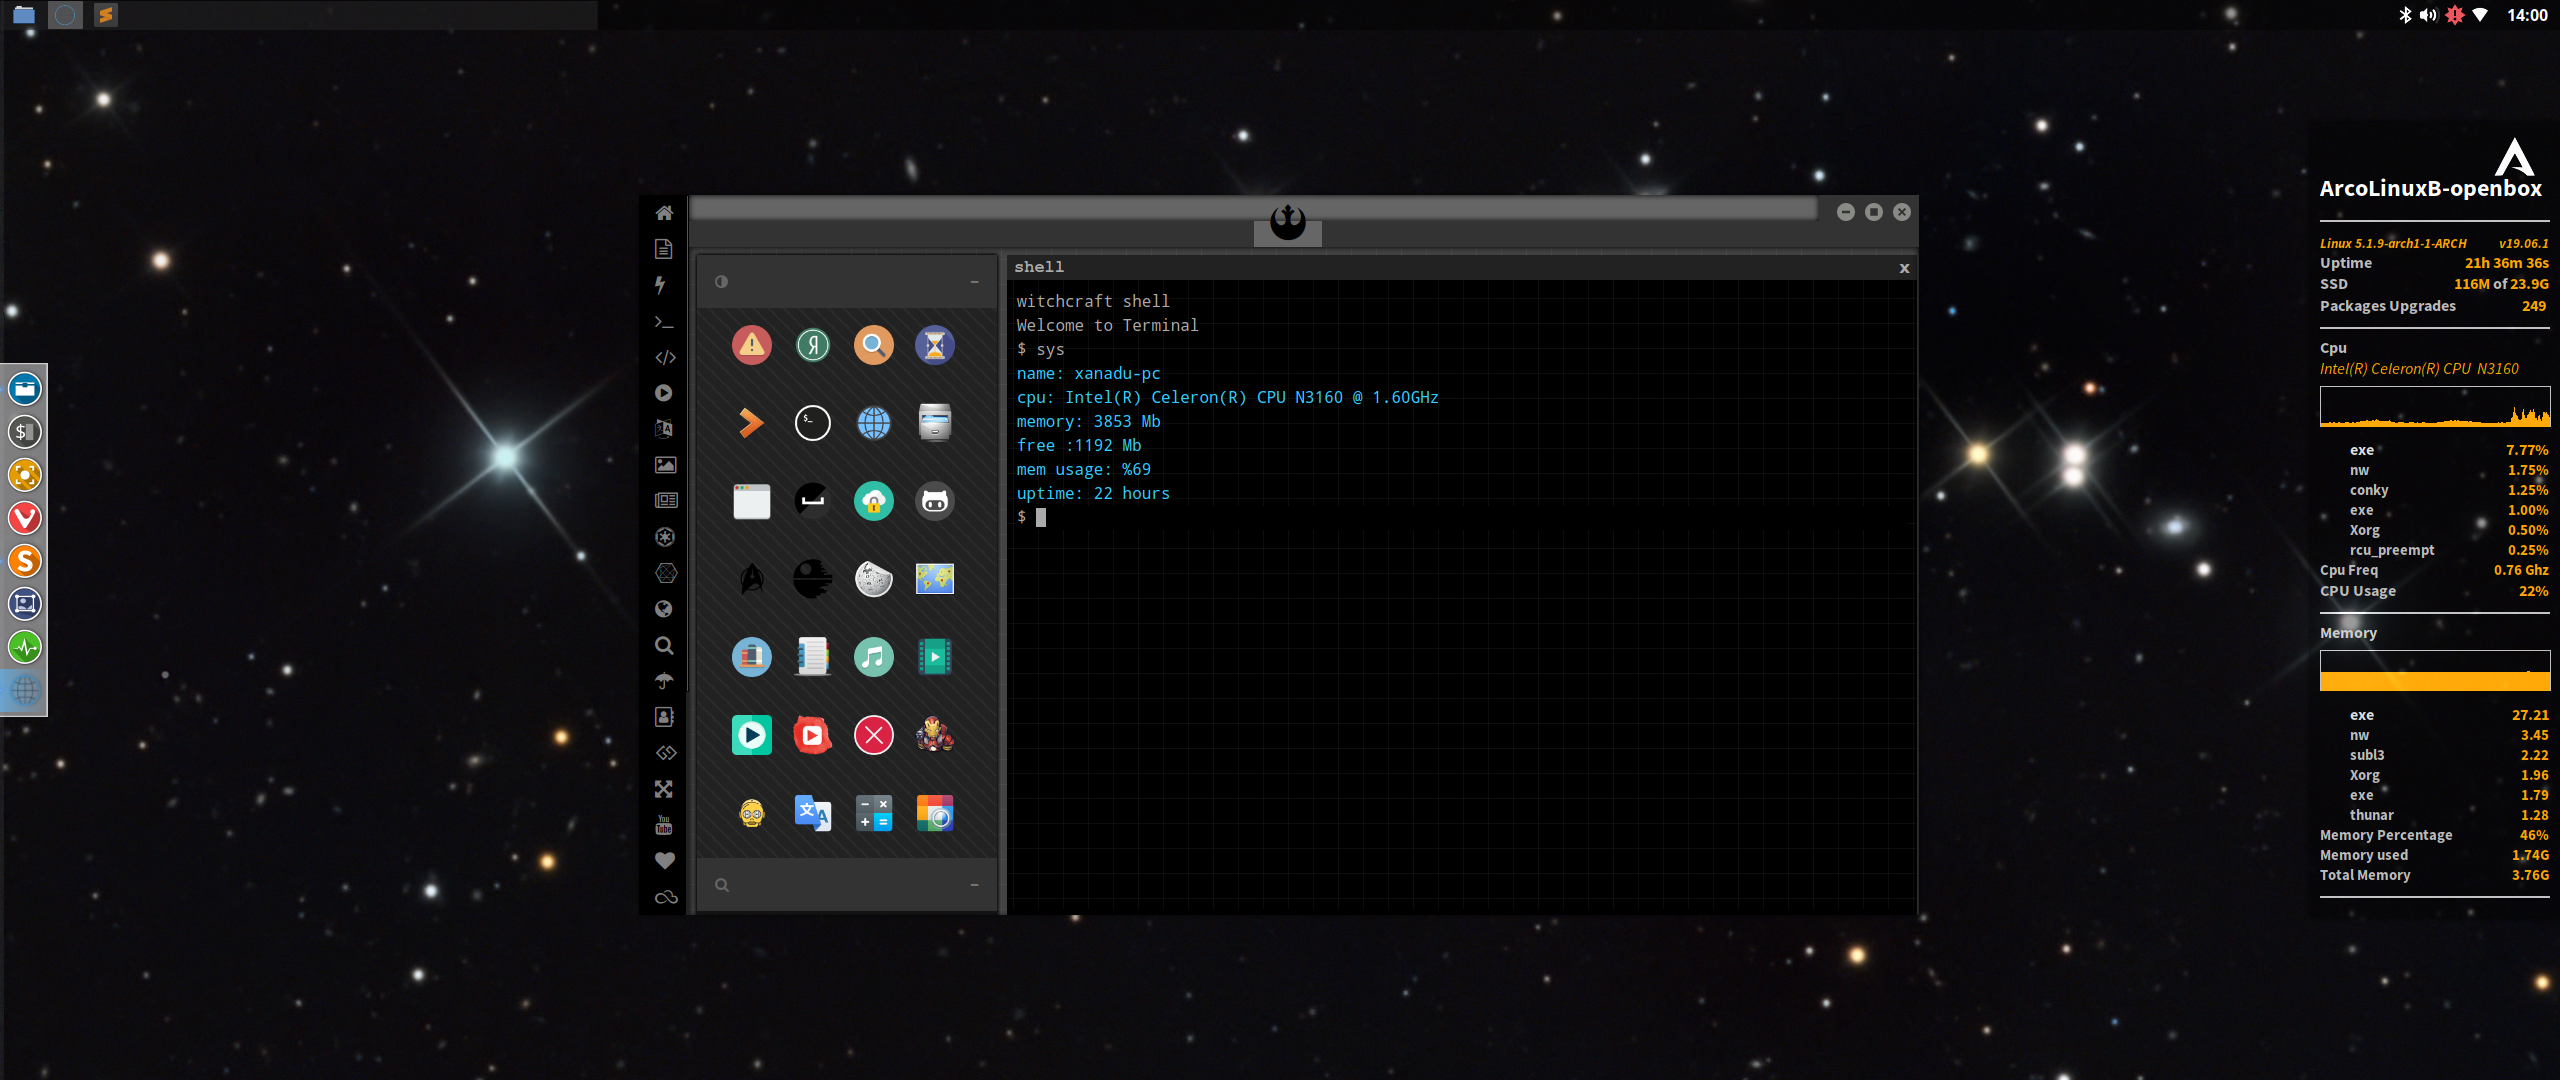 14:00
ArcoLinuxB-openbox
Linux 5.1.9-arch1-1-ARCH v19.06.1
Uptime 21h 36m 36s
SSD 116M of 23.9G
Packages Upgrades 249
Cpu
Intel(R) Celeron(R) CPU N3160
exe 7.77%
nw 1.75%
conky 1.25%
exe 1.00%
Xorg 0.50%
rcu_preempt 0.25%
Cpu Freq 0.76 Ghz
CPU Usage 22%
Memory
exe 27.21
nw 3.45
subl3 2.22
Xorg 1.96
exe 1.79
thunar 1.28
Memory Percentage 46%
Memory used 1.74G
Total Memory 3.76G
shell x
witchcraft shell
Welcome to Terminal
$ sys
name: xanadu-pc
cpu: Intel(R) Celeron(R) CPU N3160 @ 1.60GHz
memory: 3853 Mb
free :1192 Mb
mem usage: %69
uptime: 22 hours
$
You
Tube